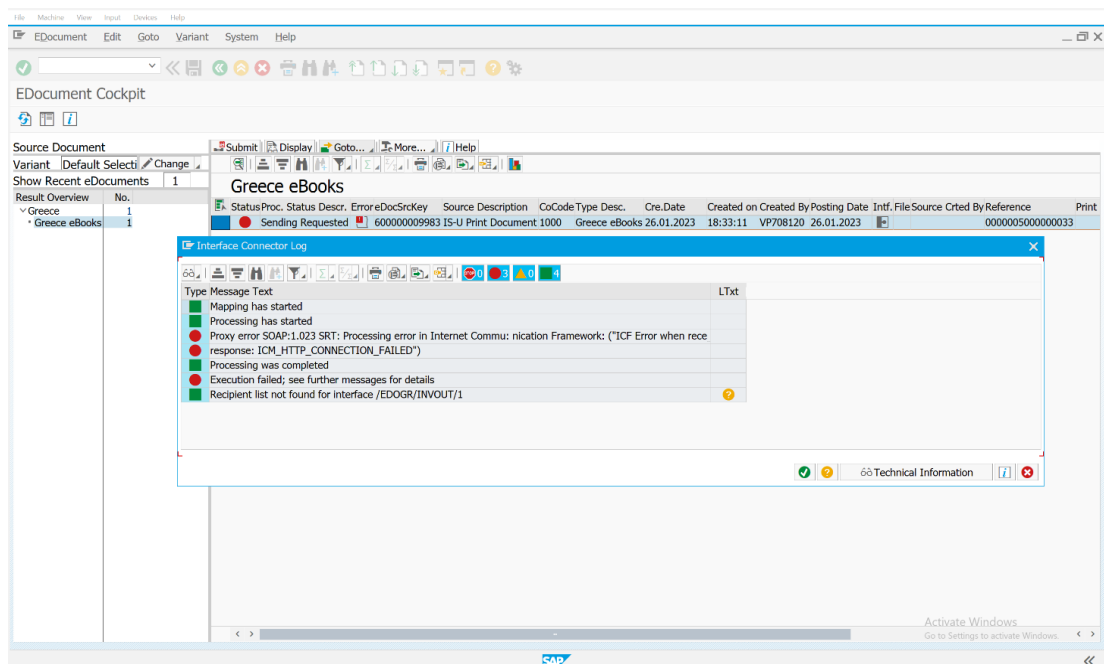 File Machine View Input Devices Help
EDocument Edit Goto Variant System Help
EDocument Cockpit
Source Document
Submit Display Goto... More... Help
Variant Default Selecti Change
Show Recent eDocuments 1
Greece eBooks
Result Overview No.
Status Proc. Status Descr. Error eDocSrcKey Source Description CoCode Type Desc. Cre.Date Created on Created By Posting Date Intf. File Source Crted By Reference Print
Greece 1
Greece eBooks 1
Sending Requested 600000009983 IS-U Print Document 1000 Greece eBooks 26.01.2023 18:33:11 VP708120 26.01.2023 0000005000000033
Interface Connector Log
STOP 0 3 0 4
Type Message Text LTxt
Mapping has started
Processing has started
Proxy error SOAP:1.023 SRT: Processing error in Internet Commu: nication Framework: ("ICF Error when rece
response: ICM_HTTP_CONNECTION_FAILED")
Processing was completed
Execution failed; see further messages for details
Recipient list not found for interface /EDOGR/INVOUT/1
Technical Information
Activate Windows
Go to Settings to activate Windows.
SAP